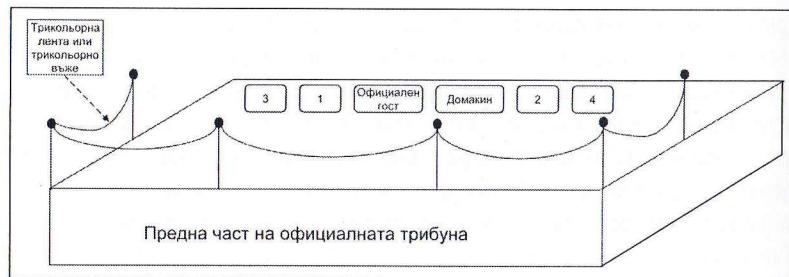 Трикольорна
лента или
трикольорно
въже
3
1
Официален
гост
Домакин
2
4
Предна част на официалната трибуна